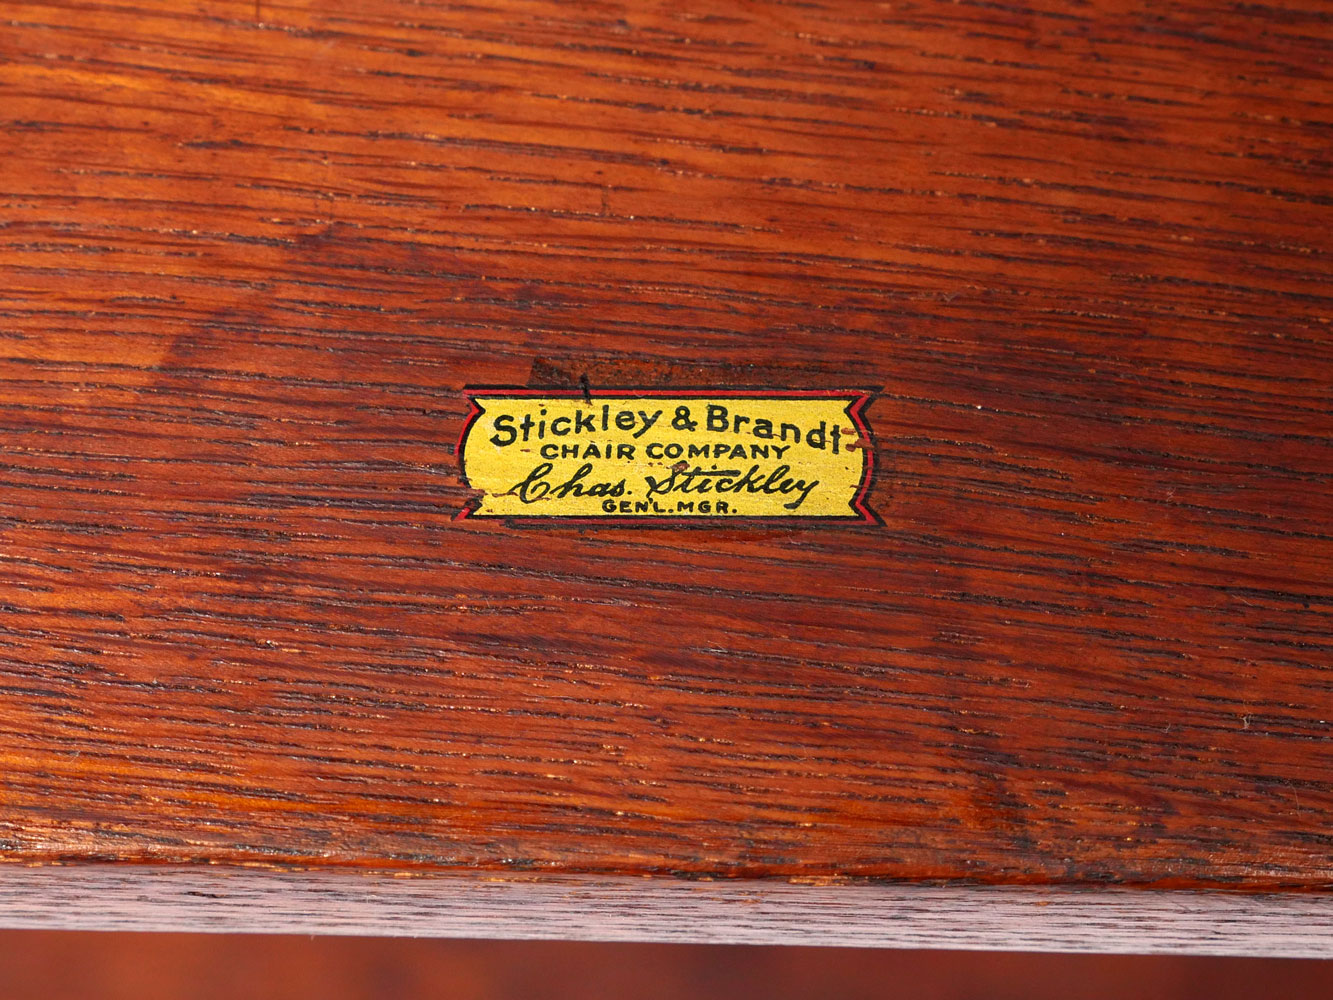 Stickley & Brandt
CHAIR COMPANY
Chas. Stickley
GEN'L. MGR.